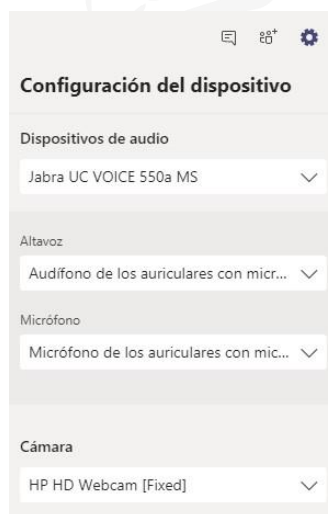 Configuración del dispositivo
Dispositivos de audio
Jabra UC VOICE 550a MS
Altavoz
Audífono de los auriculares con micr...
Micrófono
Micrófono de los auriculares con mic...
Cámara
HP HD Webcam [Fixed]